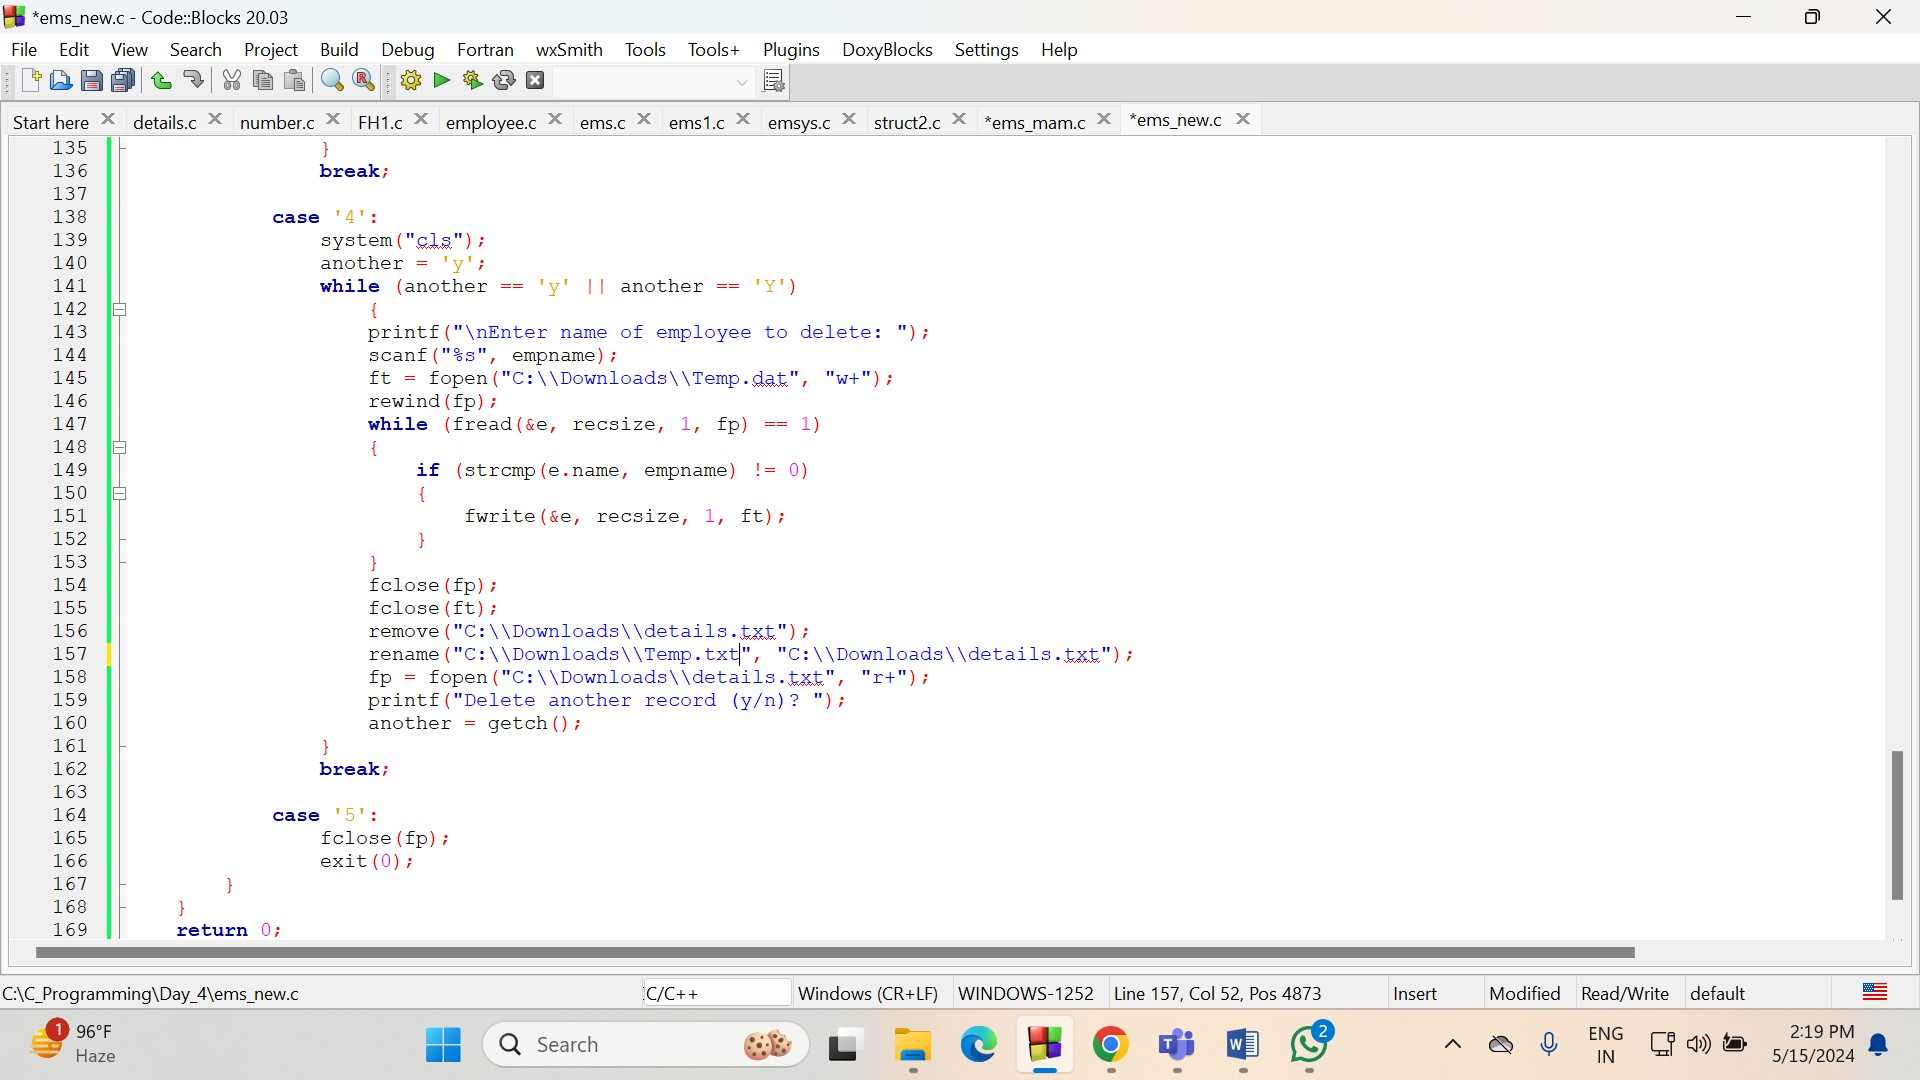 *ems_new.c - Code::Blocks 20.03
File Edit View Search Project Build Debug Fortran wxSmith Tools Tools+ Plugins DoxyBlocks Settings Help
Start here details.c number.c FH1.c employee.c ems.c ems1.c emsys.c struct2.c *ems_mam.c *ems_new.c
135 }
136 break;
137
138 case '4':
139 system("cls");
140 another = 'y';
141 while (another == 'y' || another == 'Y')
142 {
143 printf("\nEnter name of employee to delete: ");
144 scanf("%s", empname);
145 ft = fopen("C:\\Downloads\\Temp.dat", "w+");
146 rewind(fp);
147 while (fread(&e, recsize, 1, fp) == 1)
148 {
149 if (strcmp(e.name, empname) != 0)
150 {
151 fwrite(&e, recsize, 1, ft);
152 }
153 }
154 fclose(fp);
155 fclose(ft);
156 remove("C:\\Downloads\\details.txt");
157 rename("C:\\Downloads\\Temp.txt", "C:\\Downloads\\details.txt");
158 fp = fopen("C:\\Downloads\\details.txt", "r+");
159 printf("Delete another record (y/n)? ");
160 another = getch();
161 }
162 break;
163
164 case '5':
165 fclose(fp);
166 exit(0);
167 }
168 }
169 return 0;
C:\C_Programming\Day_4\ems_new.c C/C++ Windows (CR+LF) WINDOWS-1252 Line 157, Col 52, Pos 4873 Insert Modified Read/Write default
1 96°F
Haze
Search
2
ENG
IN
2:19 PM
5/15/2024